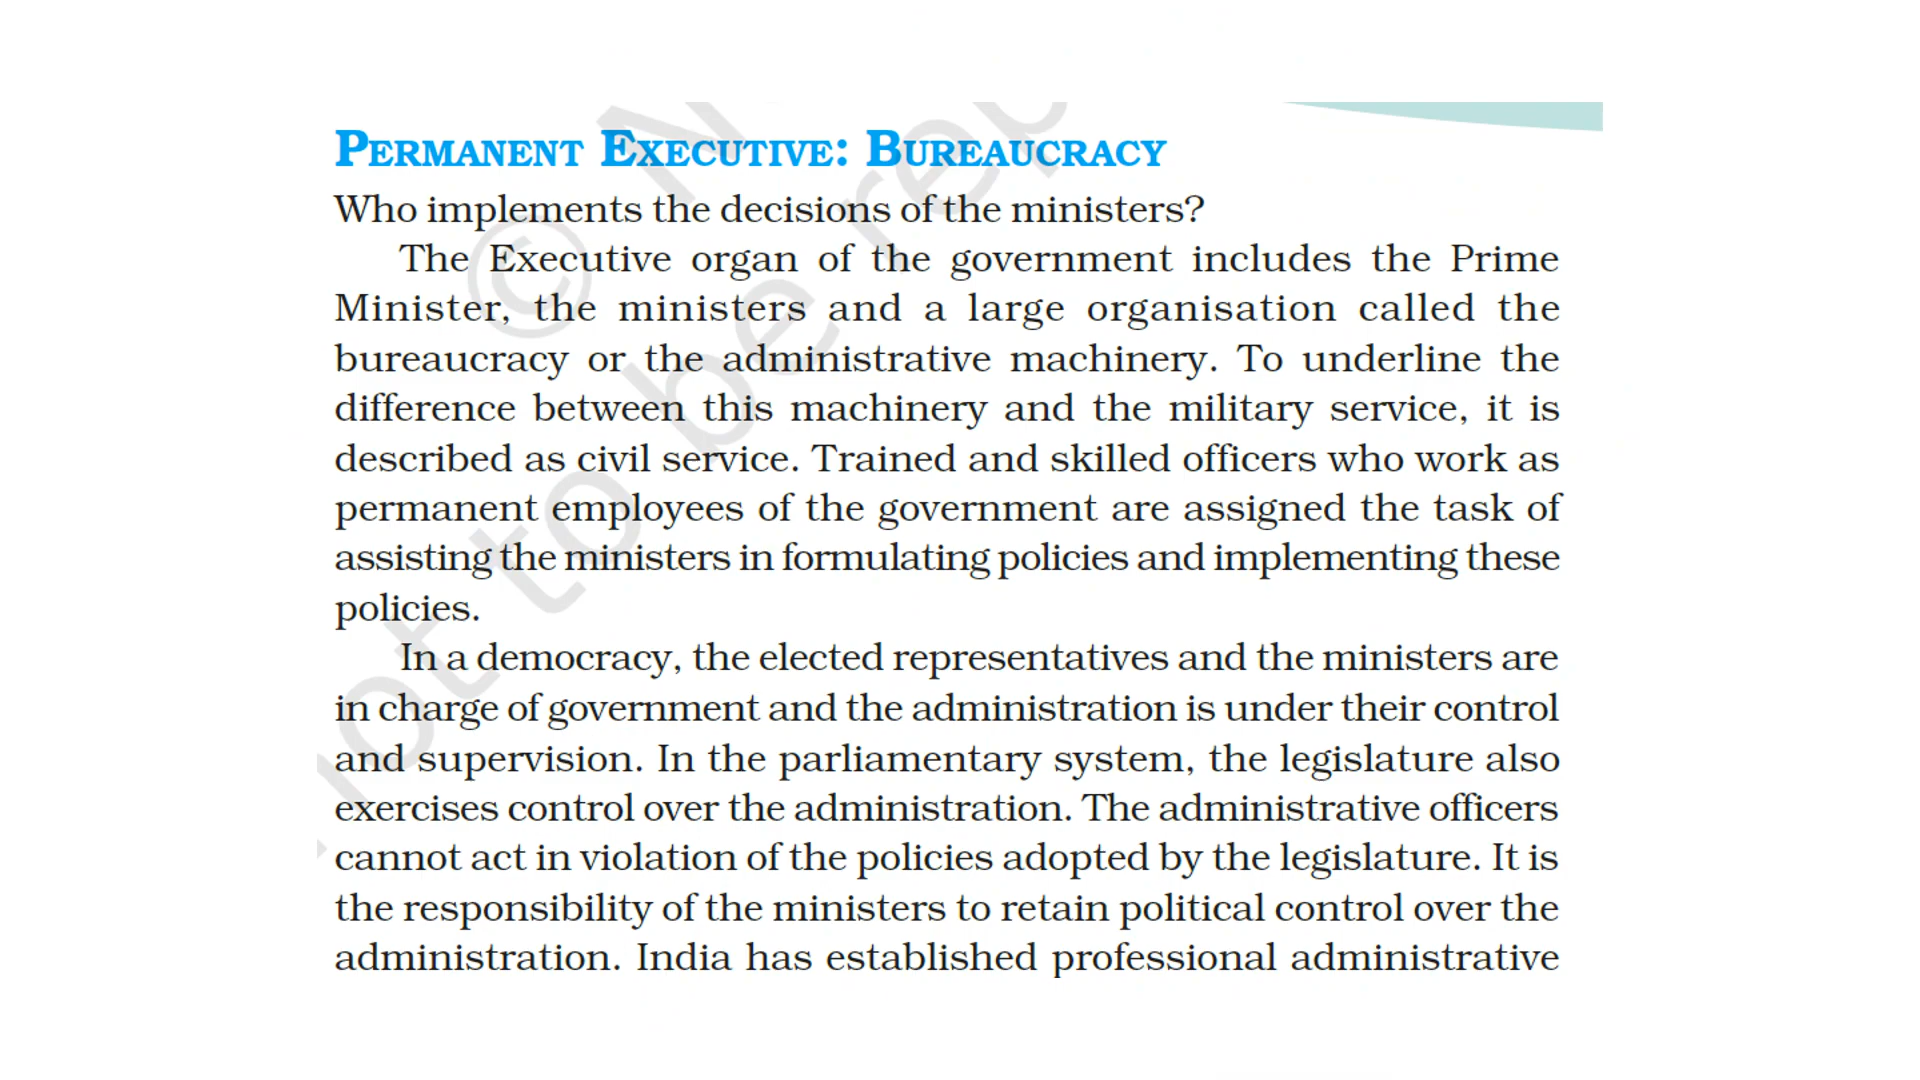 PERMANENT EXECUTIVE: BUREAUCRACY
Who implements the decisions of the ministers?
The Executive organ of the government includes the Prime
Minister, the ministers and a large organisation called the
bureaucracy or the administrative machinery. To underline the
difference between this machinery and the military service, it is
described as civil service. Trained and skilled officers who work as
permanent employees of the government are assigned the task of
assisting the ministers in formulating policies and implementing these
policies.
In a democracy, the elected representatives and the ministers are
in charge of government and the administration is under their control
and supervision. In the parliamentary system, the legislature also
exercises control over the administration. The administrative officers
cannot act in violation of the policies adopted by the legislature. It is
the responsibility of the ministers to retain political control over the
administration. India has established professional administrative
© N
not to be rep